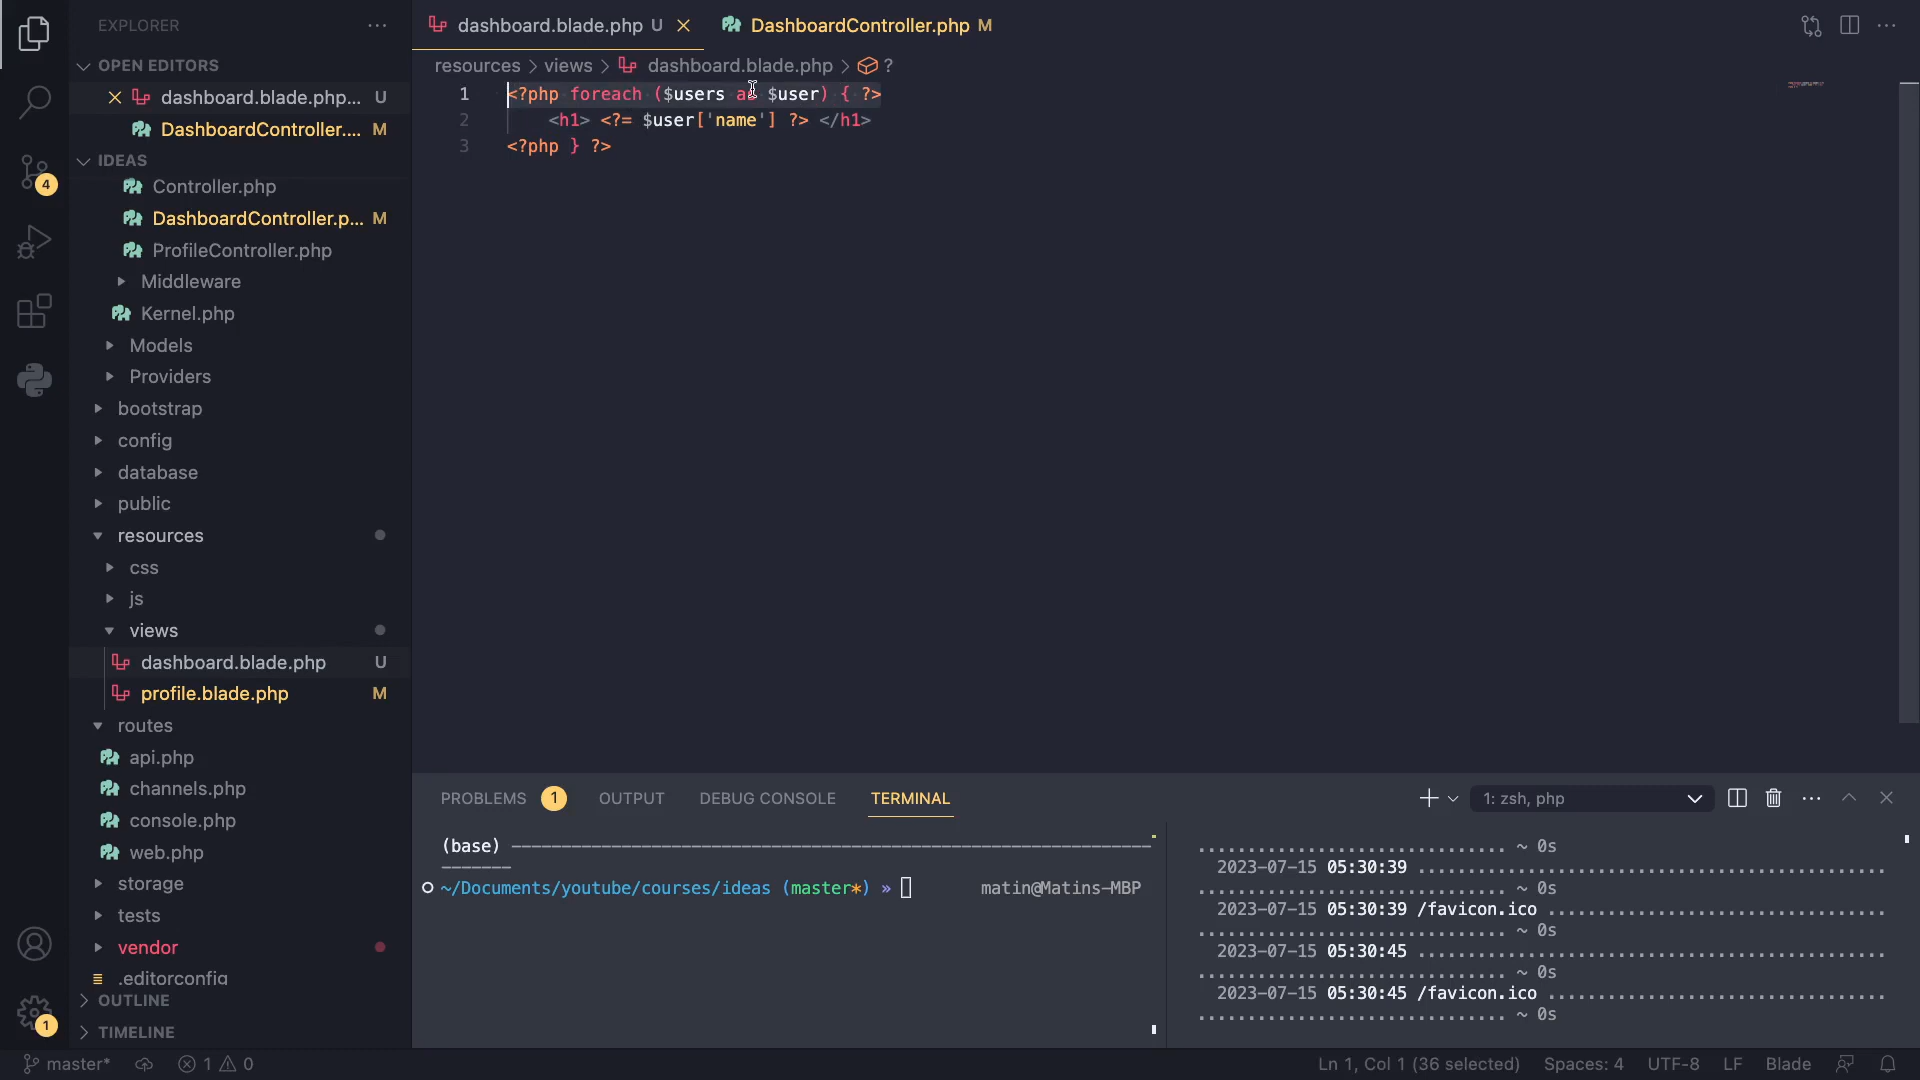 EXPLORER
OPEN EDITORS
dashboard.blade.php... U
DashboardController.... M
IDEAS
Controller.php
DashboardController.p... M
ProfileController.php
Middleware
Kernel.php
Models
Providers
bootstrap
config
database
public
resources
css
js
views
dashboard.blade.php U
profile.blade.php M
routes
api.php
channels.php
console.php
web.php
storage
tests
vendor
.editorconfig
OUTLINE
TIMELINE
4
1
dashboard.blade.php U
DashboardController.php M
resources > views > dashboard.blade.php > ?
1 <?php foreach ($users as $user) { ?>
2 <h1> <?= $user['name'] ?> </h1>
3 <?php } ?>
PROBLEMS 1 OUTPUT DEBUG CONSOLE TERMINAL
1: zsh, php
(base) ────────────────────────
~/Documents/youtube/courses/ideas (master*) » matin@Matins-MBP
................................ ~ 0s
2023-07-15 05:30:39 ................................
................................ ~ 0s
2023-07-15 05:30:39 /favicon.ico ................................
................................ ~ 0s
2023-07-15 05:30:45 ................................
................................ ~ 0s
2023-07-15 05:30:45 /favicon.ico ................................
................................ ~ 0s
master* 1 0
Ln 1, Col 1 (36 selected) Spaces: 4 UTF-8 LF Blade